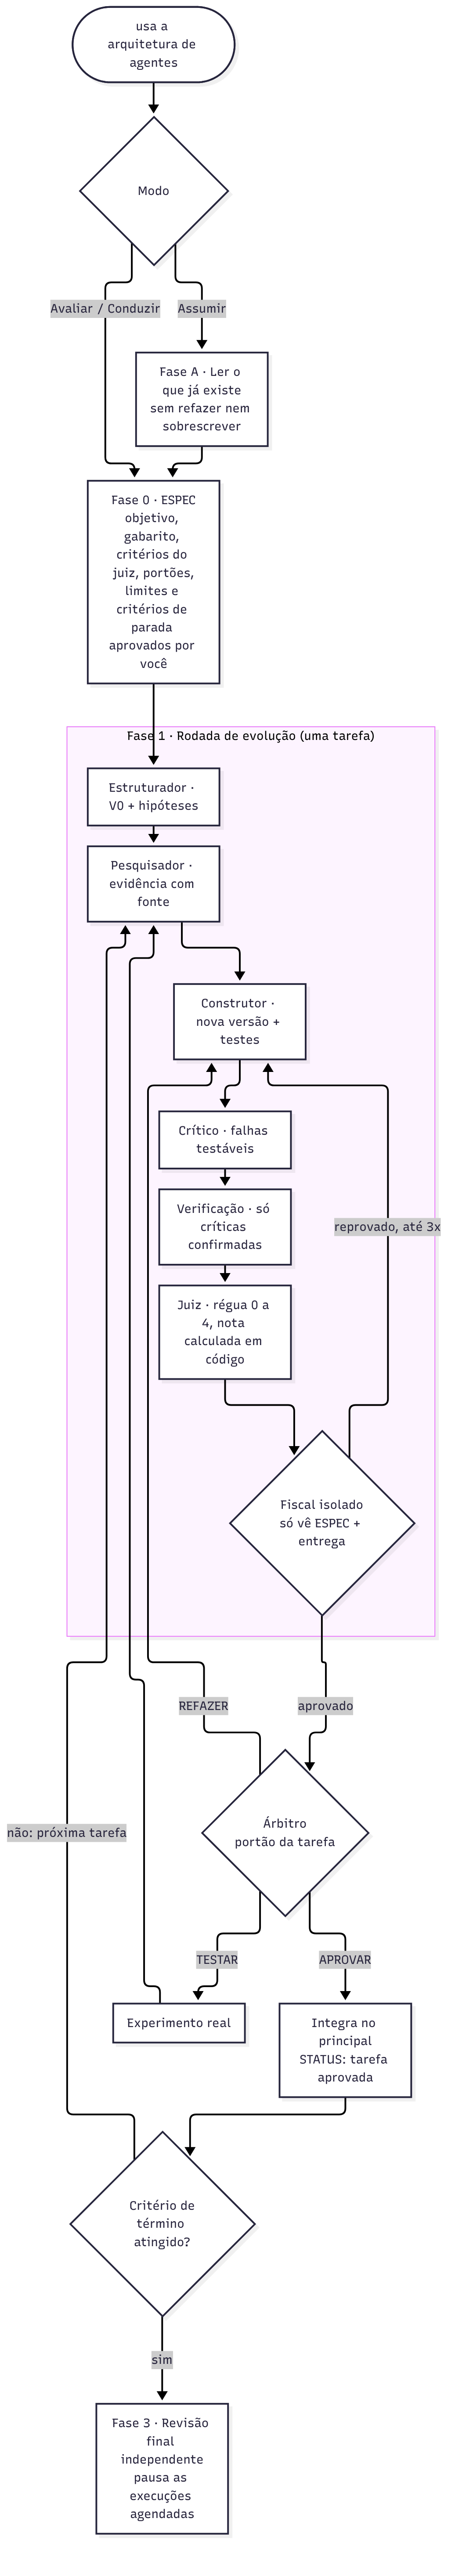 usa a
arquitetura de
agentes
Modo
Avaliar / Conduzir
Assumir
Fase A · Ler o
que já existe
sem refazer nem
sobrescrever
Fase 0 · ESPEC
objetivo,
gabarito,
critérios do
juiz, portões,
limites e
critérios de
parada
aprovados por
você
Fase 1 · Rodada de evolução (uma tarefa)
Estruturador ·
V0 + hipóteses
Pesquisador ·
evidência com
fonte
Construtor ·
nova versão +
testes
Crítico · falhas
testáveis
Verificação · só
críticas
confirmadas
reprovado, até 3x
Juiz · régua 0 a
4, nota
calculada em
código
Fiscal isolado
só vê ESPEC +
entrega
REFAZER
aprovado
não: próxima tarefa
Árbitro
portão da tarefa
TESTAR
APROVAR
Experimento real
Integra no
principal
STATUS: tarefa
aprovada
Critério de
término
atingido?
sim
Fase 3 · Revisão
final
independente
pausa as
execuções
agendadas